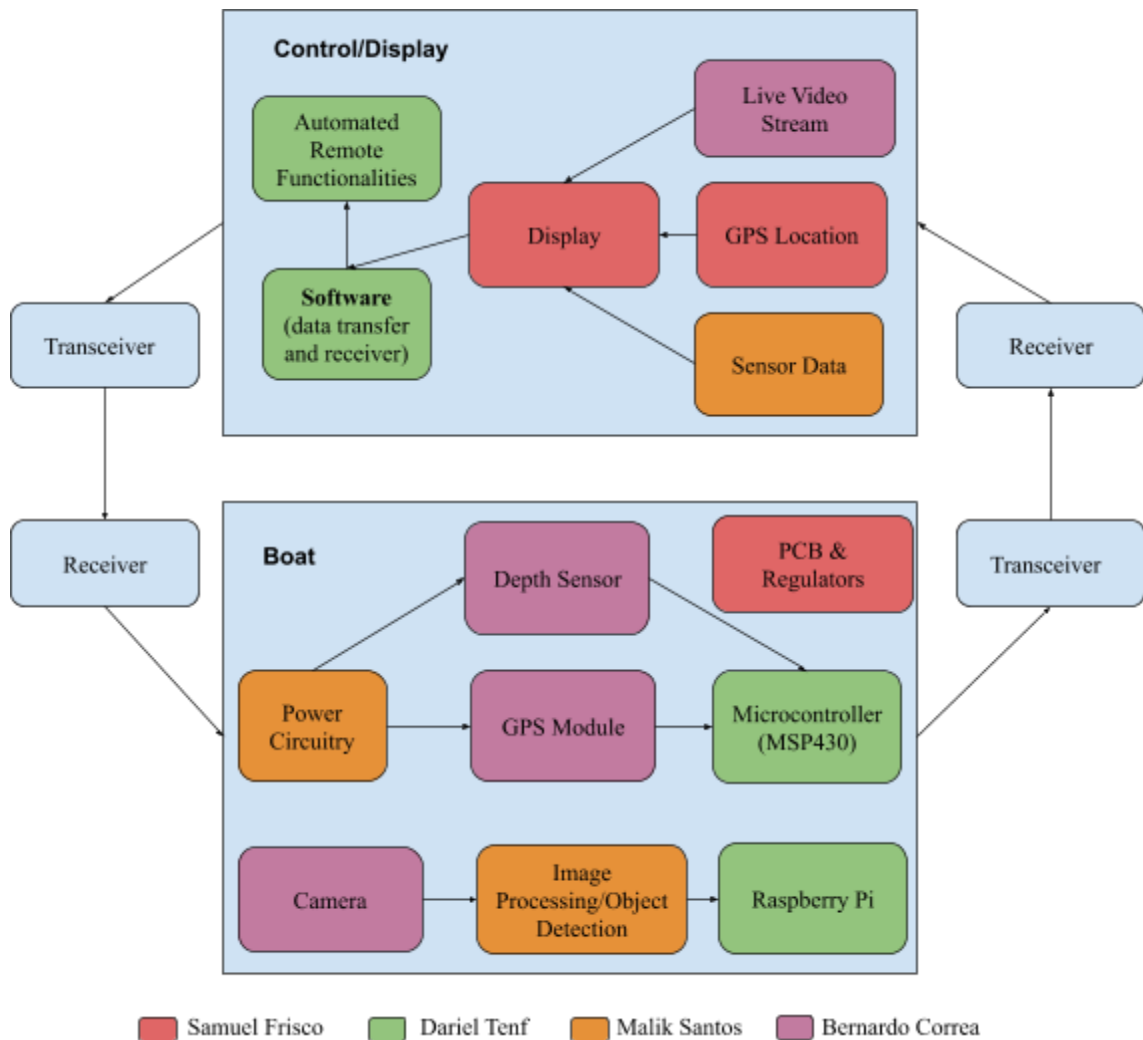 Control/Display
Live Video
Stream
Automated
Remote
Functionalities
Display
GPS Location
Software
(data transfer
and receiver)
Sensor Data
Transceiver
Receiver
Receiver
Transceiver
Boat
Depth Sensor
PCB &
Regulators
Power
Circuitry
GPS Module
Microcontroller
(MSP430)
Camera
Image
Processing/Object
Detection
Raspberry Pi
Samuel Frisco
Dariel Tenf
Malik Santos
Bernardo Correa